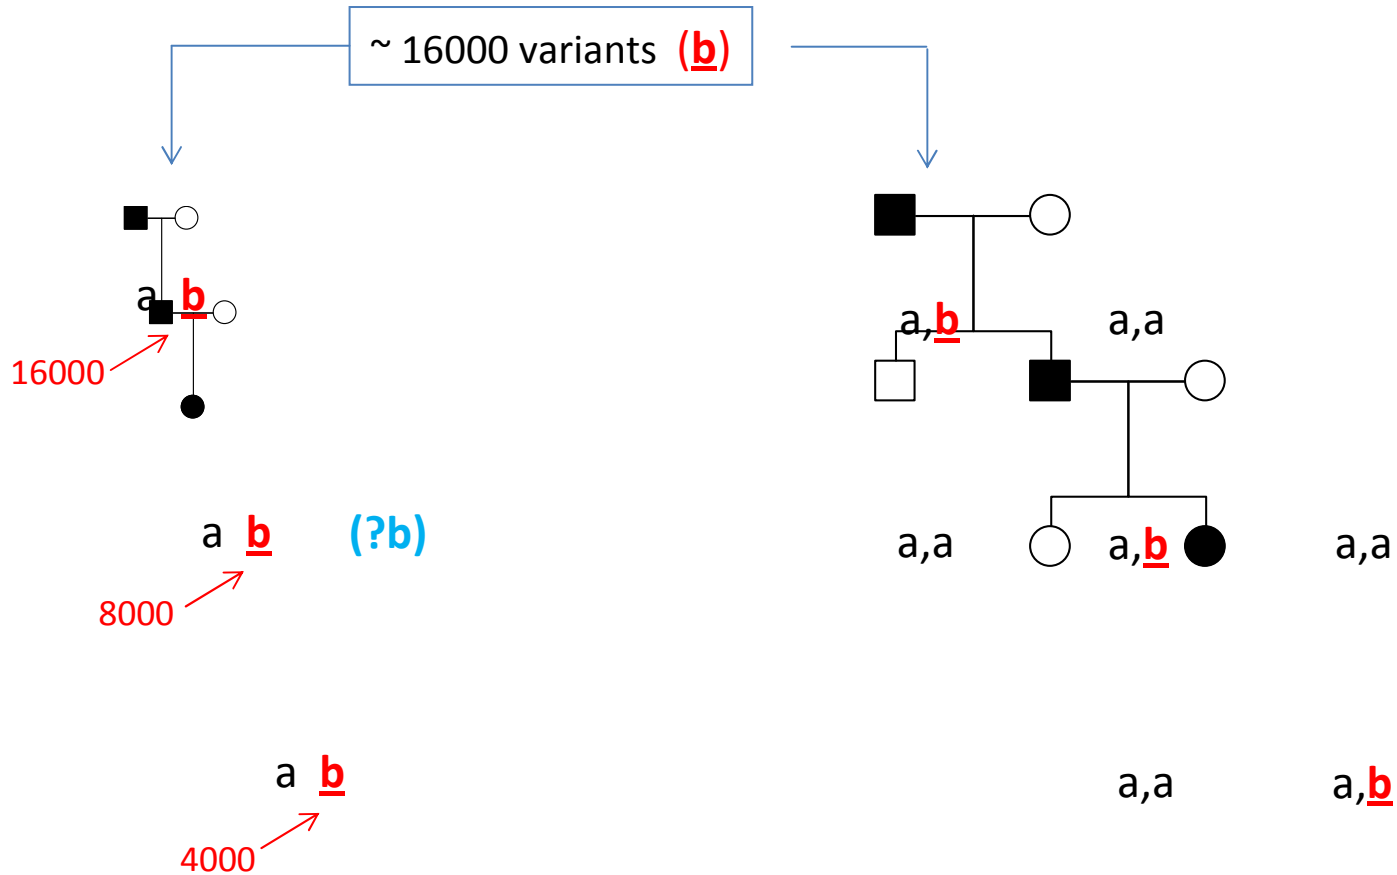 ~ 16000 variants (b)
a b
16000
a b (?b)
8000
a b
4000
a,b a,a
a,a a,b a,a
a,a a,b